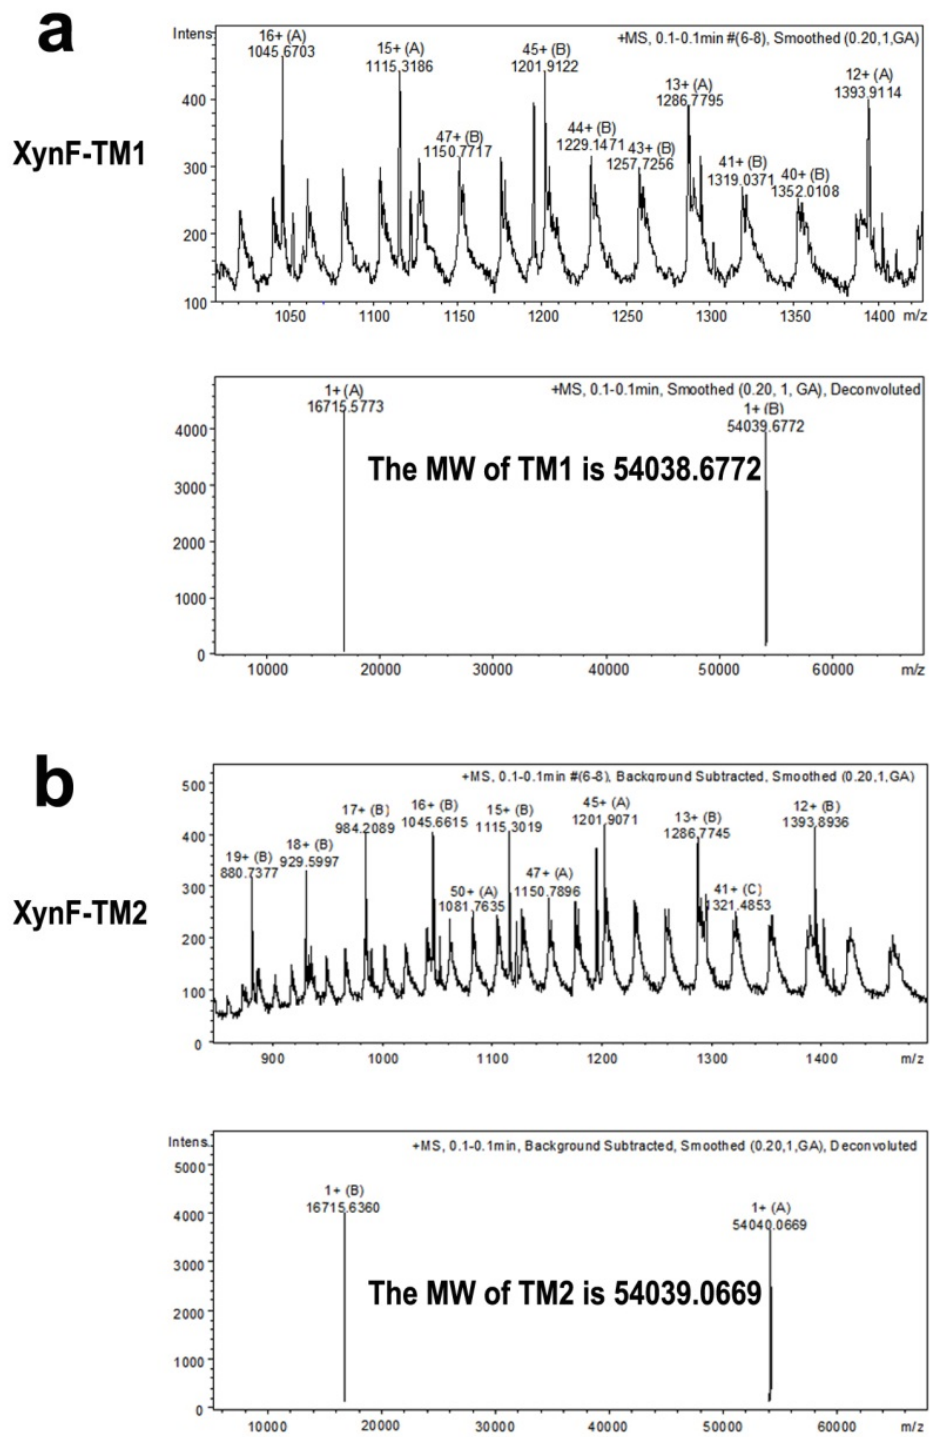 a
XynF-TM1
Intens.
+MS, 0.1-0.1min #(6-8), Smoothed (0.20,1,GA)
16+ (A)
1045.6703
15+ (A)
1115.3186
47+ (B)
1150.7717
45+ (B)
1201.9122
44+ (B)
1229.1471
43+ (B)
1257.7256
13+ (A)
1286.7795
41+ (B)
1319.0371
40+ (B)
1352.0108
12+ (A)
1393.9114
400
300
200
100
1050 1100 1150 1200 1250 1300 1350 1400 m/z
+MS, 0.1-0.1min, Smoothed (0.20, 1, GA), Deconvoluted
1+ (A)
16715.5773
1+ (B)
54039.6772
The MW of TM1 is 54038.6772
4000
3000
2000
1000
0
10000 20000 30000 40000 50000 60000 m/z
b
XynF-TM2
+MS, 0.1-0.1min #(6-8), Background Subtracted, Smoothed (0.20,1,GA)
19+ (B)
880.7377
18+ (B)
929.5997
17+ (B)
984.2089
16+ (B)
1045.6615
50+ (A)
1081.7635
15+ (B)
1115.3019
47+ (A)
1150.7896
45+ (A)
1201.9071
13+ (B)
1286.7745
41+ (C)
1321.4853
12+ (B)
1393.8936
500
400
300
200
100
0
900 1000 1100 1200 1300 1400 m/z
Intens.
+MS, 0.1-0.1min, Background Subtracted, Smoothed (0.20,1,GA), Deconvoluted
1+ (B)
16715.6360
1+ (A)
54040.0669
The MW of TM2 is 54039.0669
5000
4000
3000
2000
1000
0
10000 20000 30000 40000 50000 60000 m/z